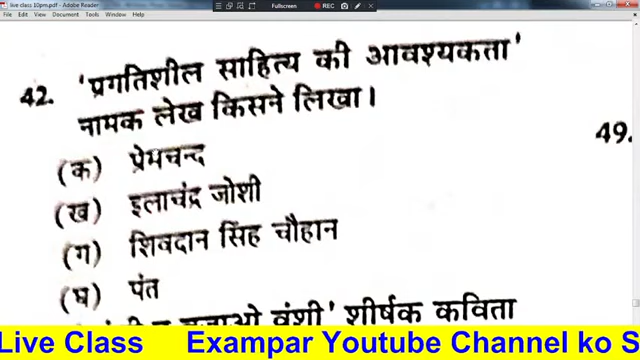 live class 10pm.pdf - Adobe Reader
Fullscreen
REC
File Edit View Document Tools Window Help
42. 'प्रगतिशील साहित्य की आवश्यकता'
नामक लेख किसने लिखा।
49.
(क) प्रेमचन्द
(ख) इलाचंद्र जोशी
(ग) शिवदान सिंह चौहान
(घ) पंत
वंशी' शीर्षक कविता
Live Class Exampar Youtube Channel ko S